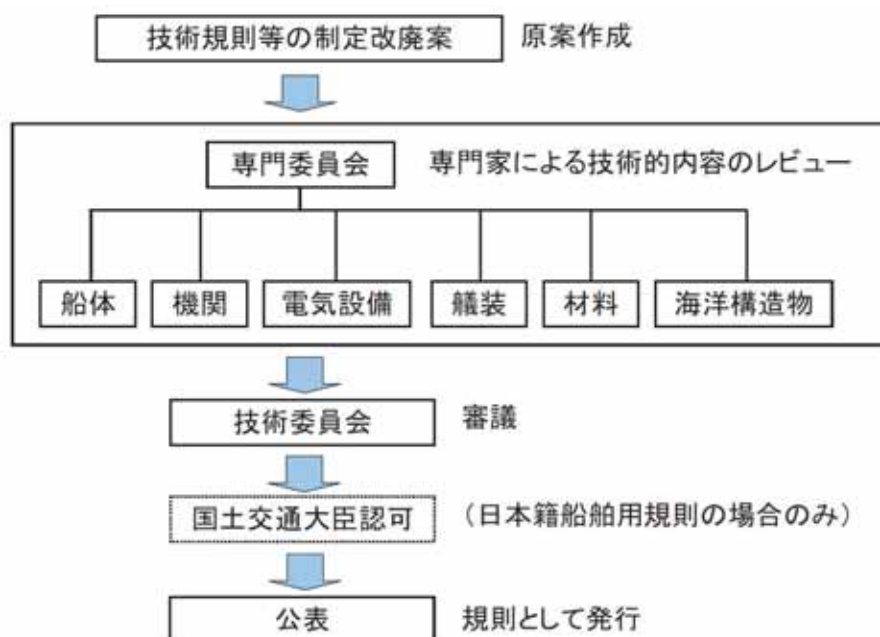 技術規則等の制定改廃案 原案作成
専門委員会 専門家による技術的内容のレビュー
船体 機関 電気設備 艤装 材料 海洋構造物
技術委員会 審議
国土交通大臣認可 （日本籍船舶用規則の場合のみ）
公表 規則として発行